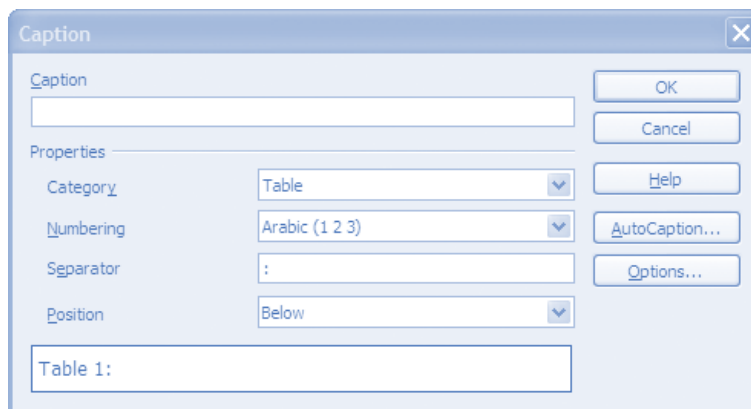 Caption
Caption
OK
Cancel
Properties
Category
Table
Help
Numbering
Arabic (1 2 3)
AutoCaption...
Separator
:
Options...
Position
Below
Table 1: